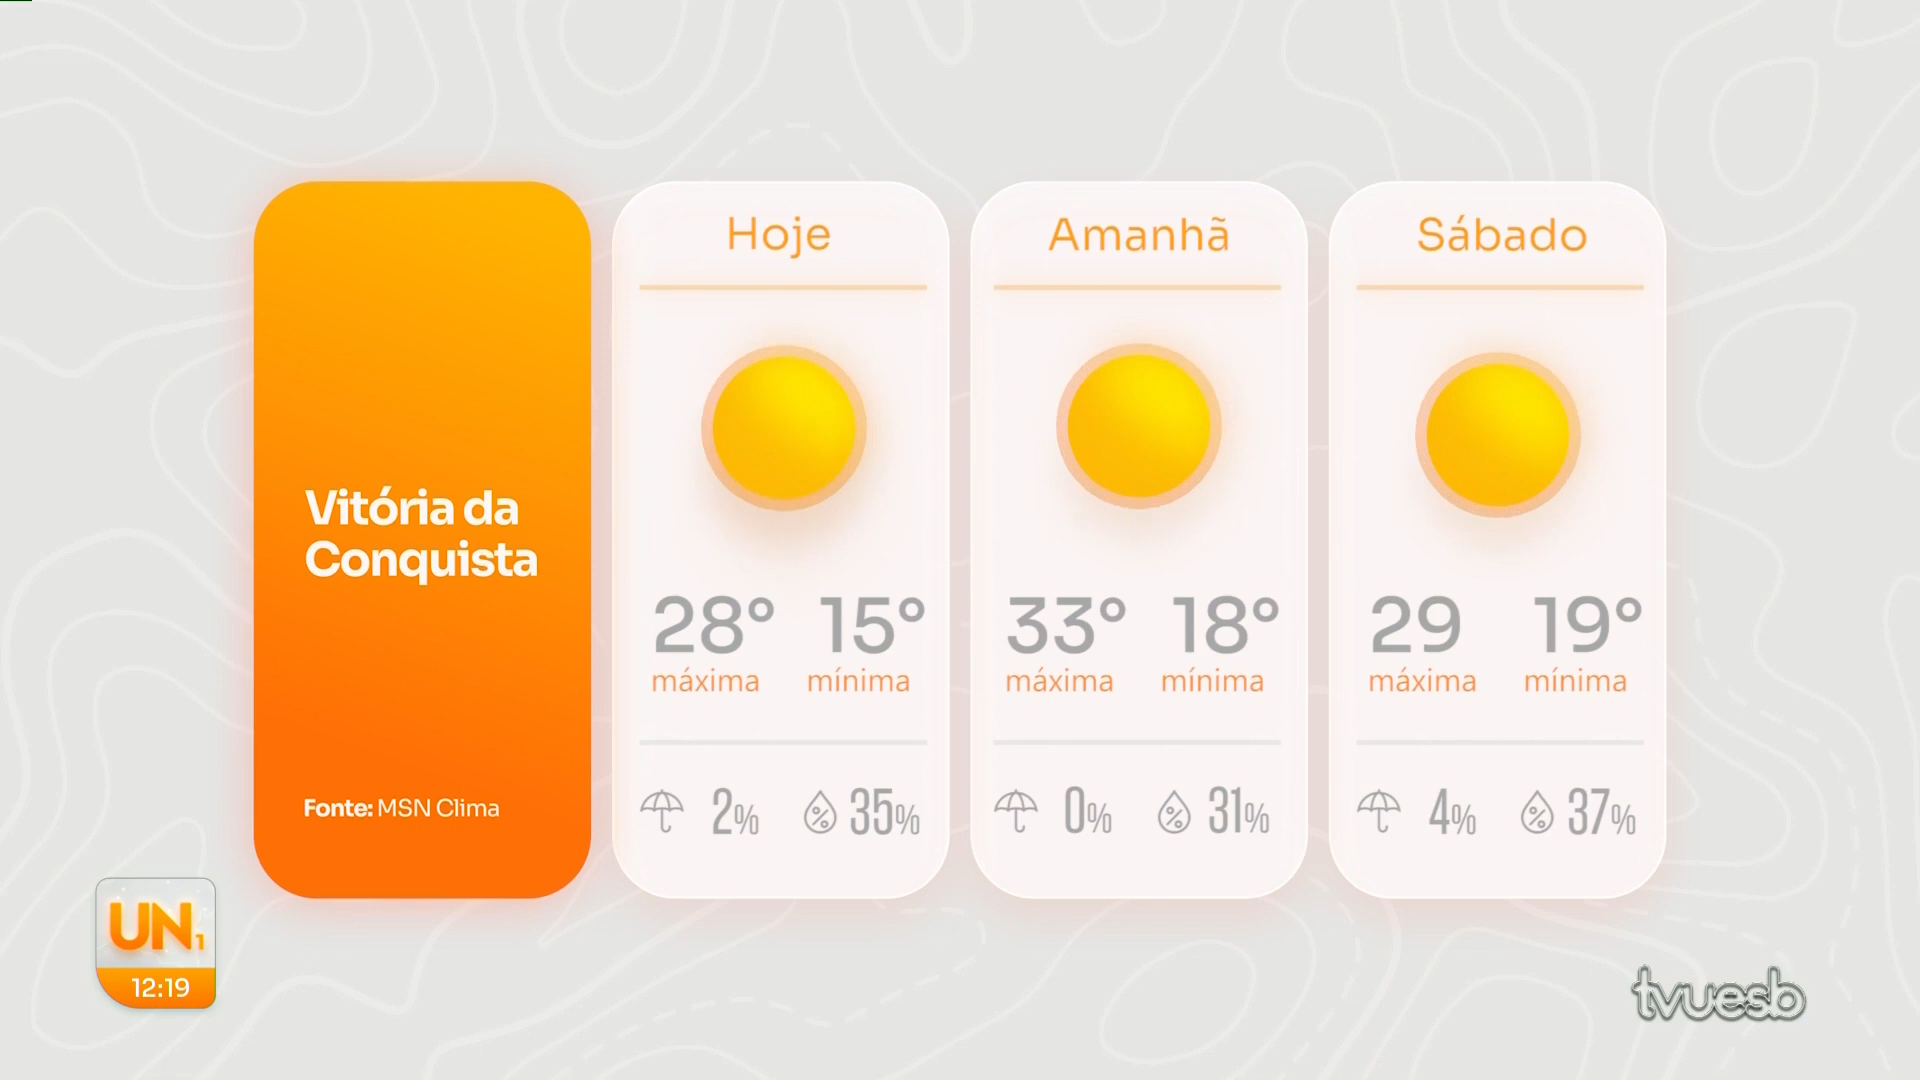 Vitória da
Conquista
Fonte: MSN Clima
Hoje
28° 15°
máxima mínima
2% 35%
Amanhã
33° 18°
máxima mínima
0% 31%
Sábado
29 19°
máxima mínima
4% 37%
UN1
12:19
tvuesb